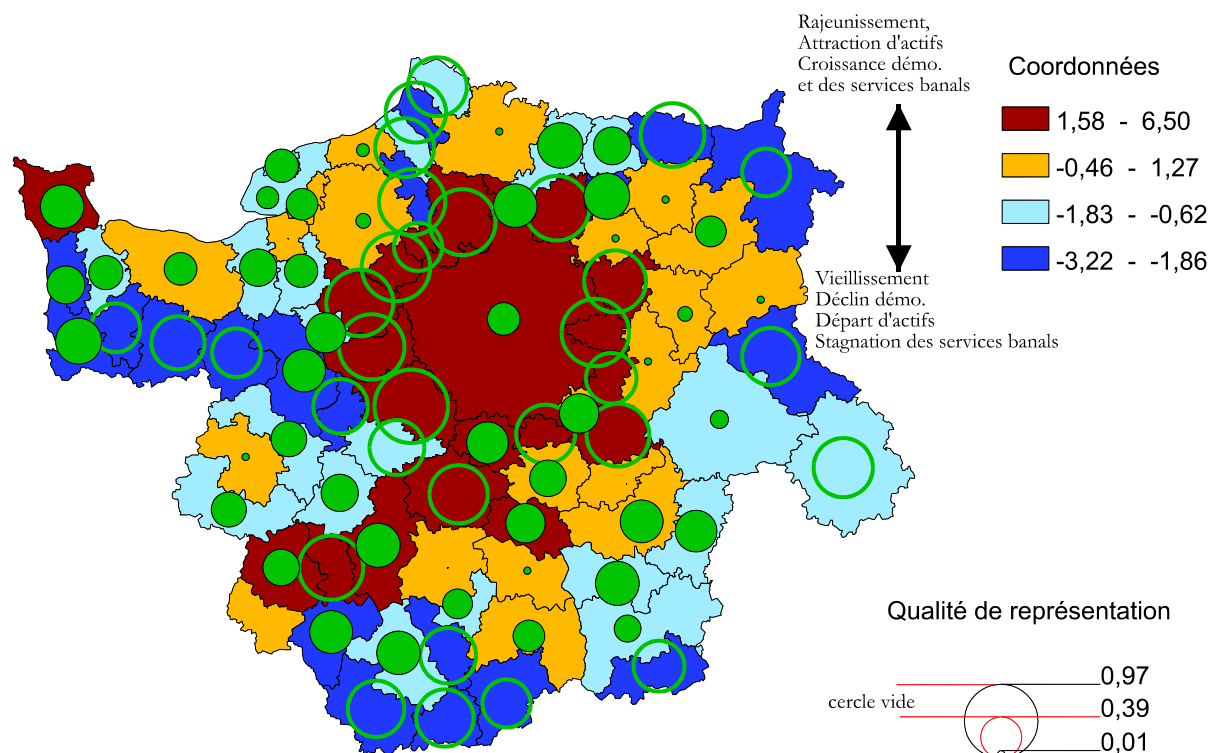 Rajeunissement,
Attraction d'actifs
Croissance démo.
et des services banals
Vieillissement
Déclin démo.
Départ d'actifs
Stagnation des services banals
Coordonnées
1,58 - 6,50
-0,46 - 1,27
-1,83 - -0,62
-3,22 - -1,86
Qualité de représentation
0,97
cercle vide
0,39
0,01